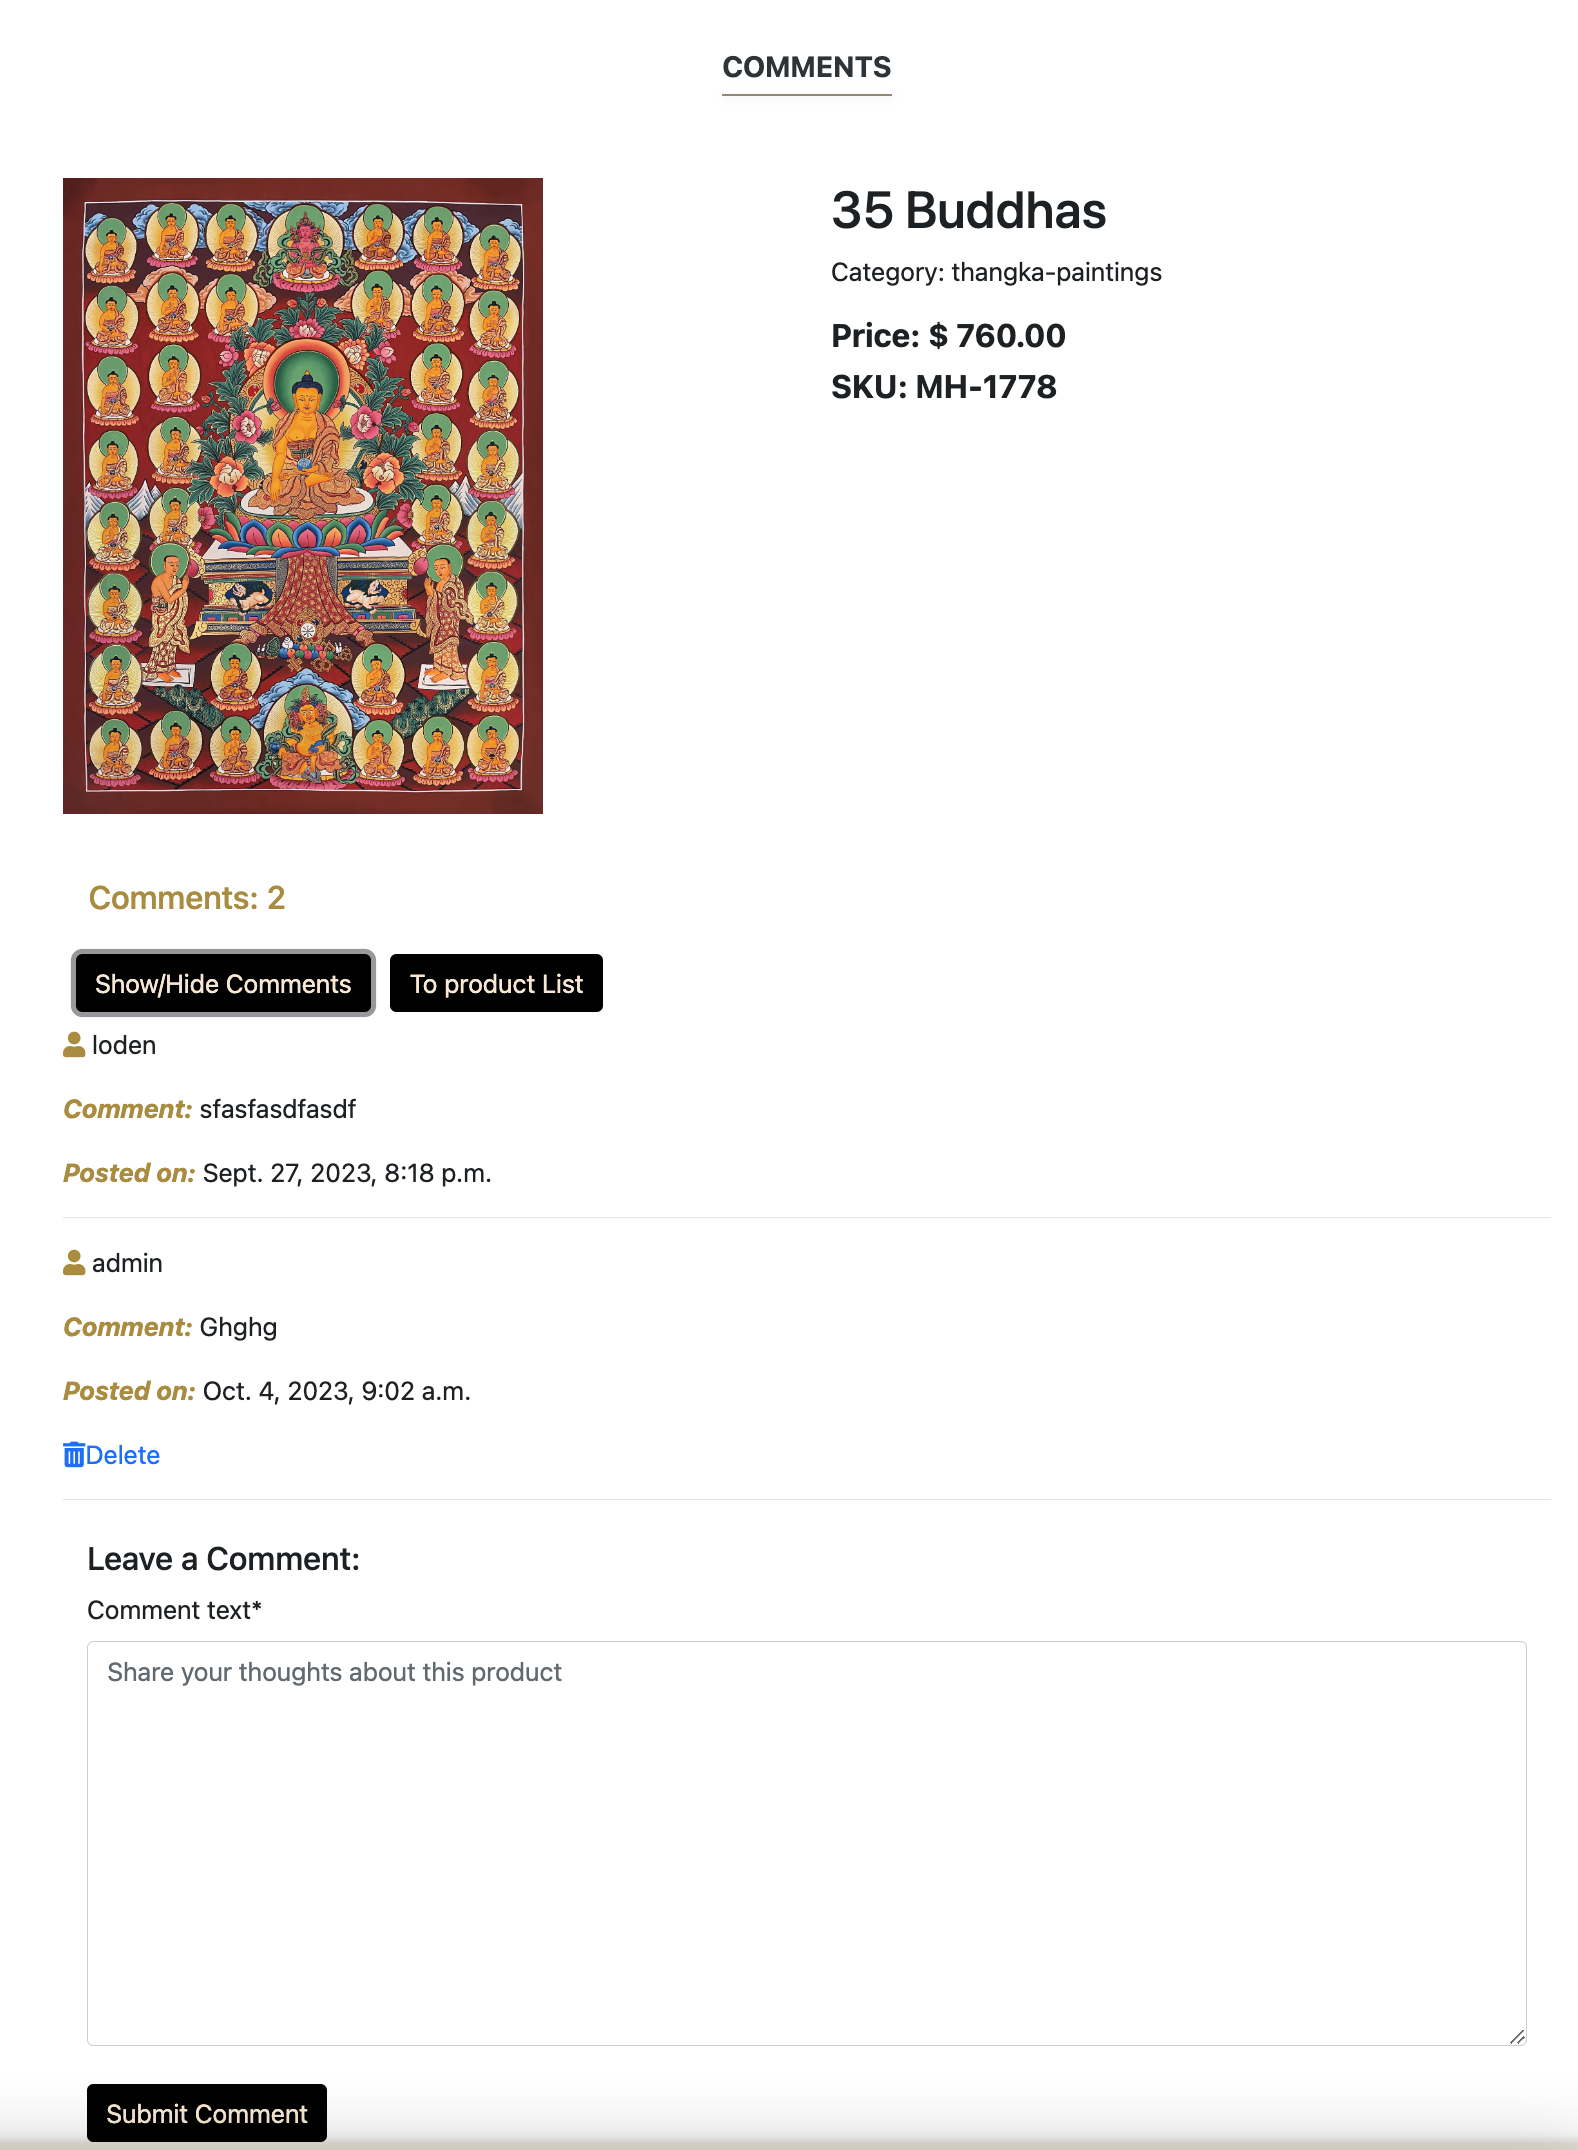 COMMENTS
35 Buddhas
Category: thangka-paintings
Price: $ 760.00
SKU: MH-1778
Comments: 2
Show/Hide Comments To product List
loden
Comment: sfasfasdfasdf
Posted on: Sept. 27, 2023, 8:18 p.m.
admin
Comment: Ghghg
Posted on: Oct. 4, 2023, 9:02 a.m.
Delete
Leave a Comment:
Comment text*
Share your thoughts about this product
Submit Comment